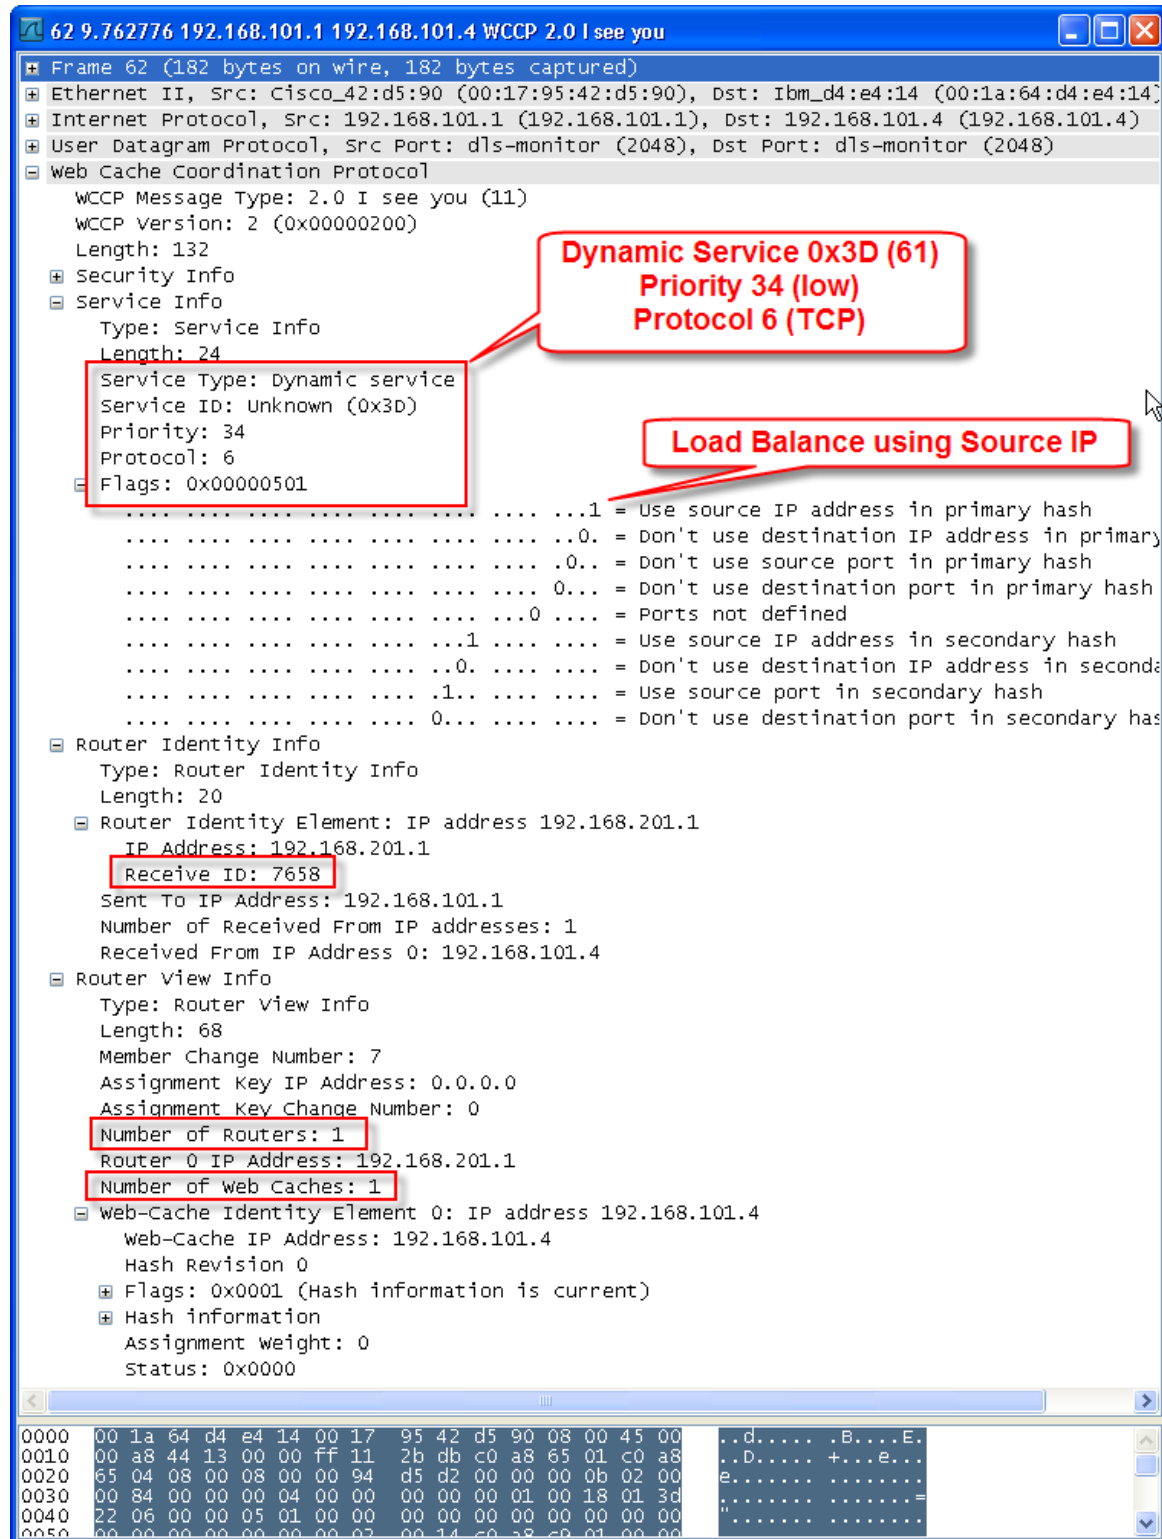 62 9.762776 192.168.101.1 192.168.101.4 WCCP 2.0 I see you
Frame 62 (182 bytes on wire, 182 bytes captured)
Ethernet II, Src: Cisco_42:d5:90 (00:17:95:42:d5:90), Dst: Ibm_d4:e4:14 (00:1a:64:d4:e4:14)
Internet Protocol, Src: 192.168.101.1 (192.168.101.1), Dst: 192.168.101.4 (192.168.101.4)
User Datagram Protocol, Src Port: dls-monitor (2048), Dst Port: dls-monitor (2048)
Web Cache Coordination Protocol
WCCP Message Type: 2.0 I see you (11)
WCCP Version: 2 (0x00000200)
Length: 132
Security Info
Service Info
Type: Service Info
Length: 24
Service Type: Dynamic service
Service ID: Unknown (0x3D)
Priority: 34
Protocol: 6
Flags: 0x00000501
Dynamic Service 0x3D (61)
Priority 34 (low)
Protocol 6 (TCP)
Load Balance using Source IP
.... .... .... .... .... .... .... ...1 = Use source IP address in primary hash
.... .... .... .... .... .... .... ..0. = Don't use destination IP address in primary
.... .... .... .... .... .... .... .0.. = Don't use source port in primary hash
.... .... .... .... .... .... .... 0... = Don't use destination port in primary hash
.... .... .... .... .... .... ...0 .... = Ports not defined
.... .... .... .... .... ...1 .... .... = Use source IP address in secondary hash
.... .... .... .... .... ..0. .... .... = Don't use destination IP address in seconda
.... .... .... .... .... .1.. .... .... = Use source port in secondary hash
.... .... .... .... .... 0... .... .... = Don't use destination port in secondary has
Router Identity Info
Type: Router Identity Info
Length: 20
Router Identity Element: IP address 192.168.201.1
IP Address: 192.168.201.1
Receive ID: 7658
Sent To IP Address: 192.168.101.1
Number of Received From IP addresses: 1
Received From IP Address 0: 192.168.101.4
Router View Info
Type: Router View Info
Length: 68
Member Change Number: 7
Assignment Key IP Address: 0.0.0.0
Assignment Key Change Number: 0
Number of Routers: 1
Router 0 IP Address: 192.168.201.1
Number of Web Caches: 1
Web-Cache Identity Element 0: IP address 192.168.101.4
Web-Cache IP Address: 192.168.101.4
Hash Revision 0
Flags: 0x0001 (Hash information is current)
Hash information
Assignment Weight: 0
Status: 0x0000
0000 00 1a 64 d4 e4 14 00 17 95 42 d5 90 08 00 45 00 ..d..... .B....E.
0010 00 a8 44 13 00 00 ff 11 2b db c0 a8 65 01 c0 a8 ..D..... +...e...
0020 65 04 08 00 08 00 00 94 d5 d2 00 00 00 0b 02 00 e....... ........
0030 00 84 00 00 00 04 00 00 00 00 00 01 00 18 01 3d ........ .......=
0040 22 06 00 00 05 01 00 00 00 00 00 00 00 00 00 00 "....... ........
0050 00 00 00 00 00 00 00 02 00 14 c0 a8 c9 01 00 00